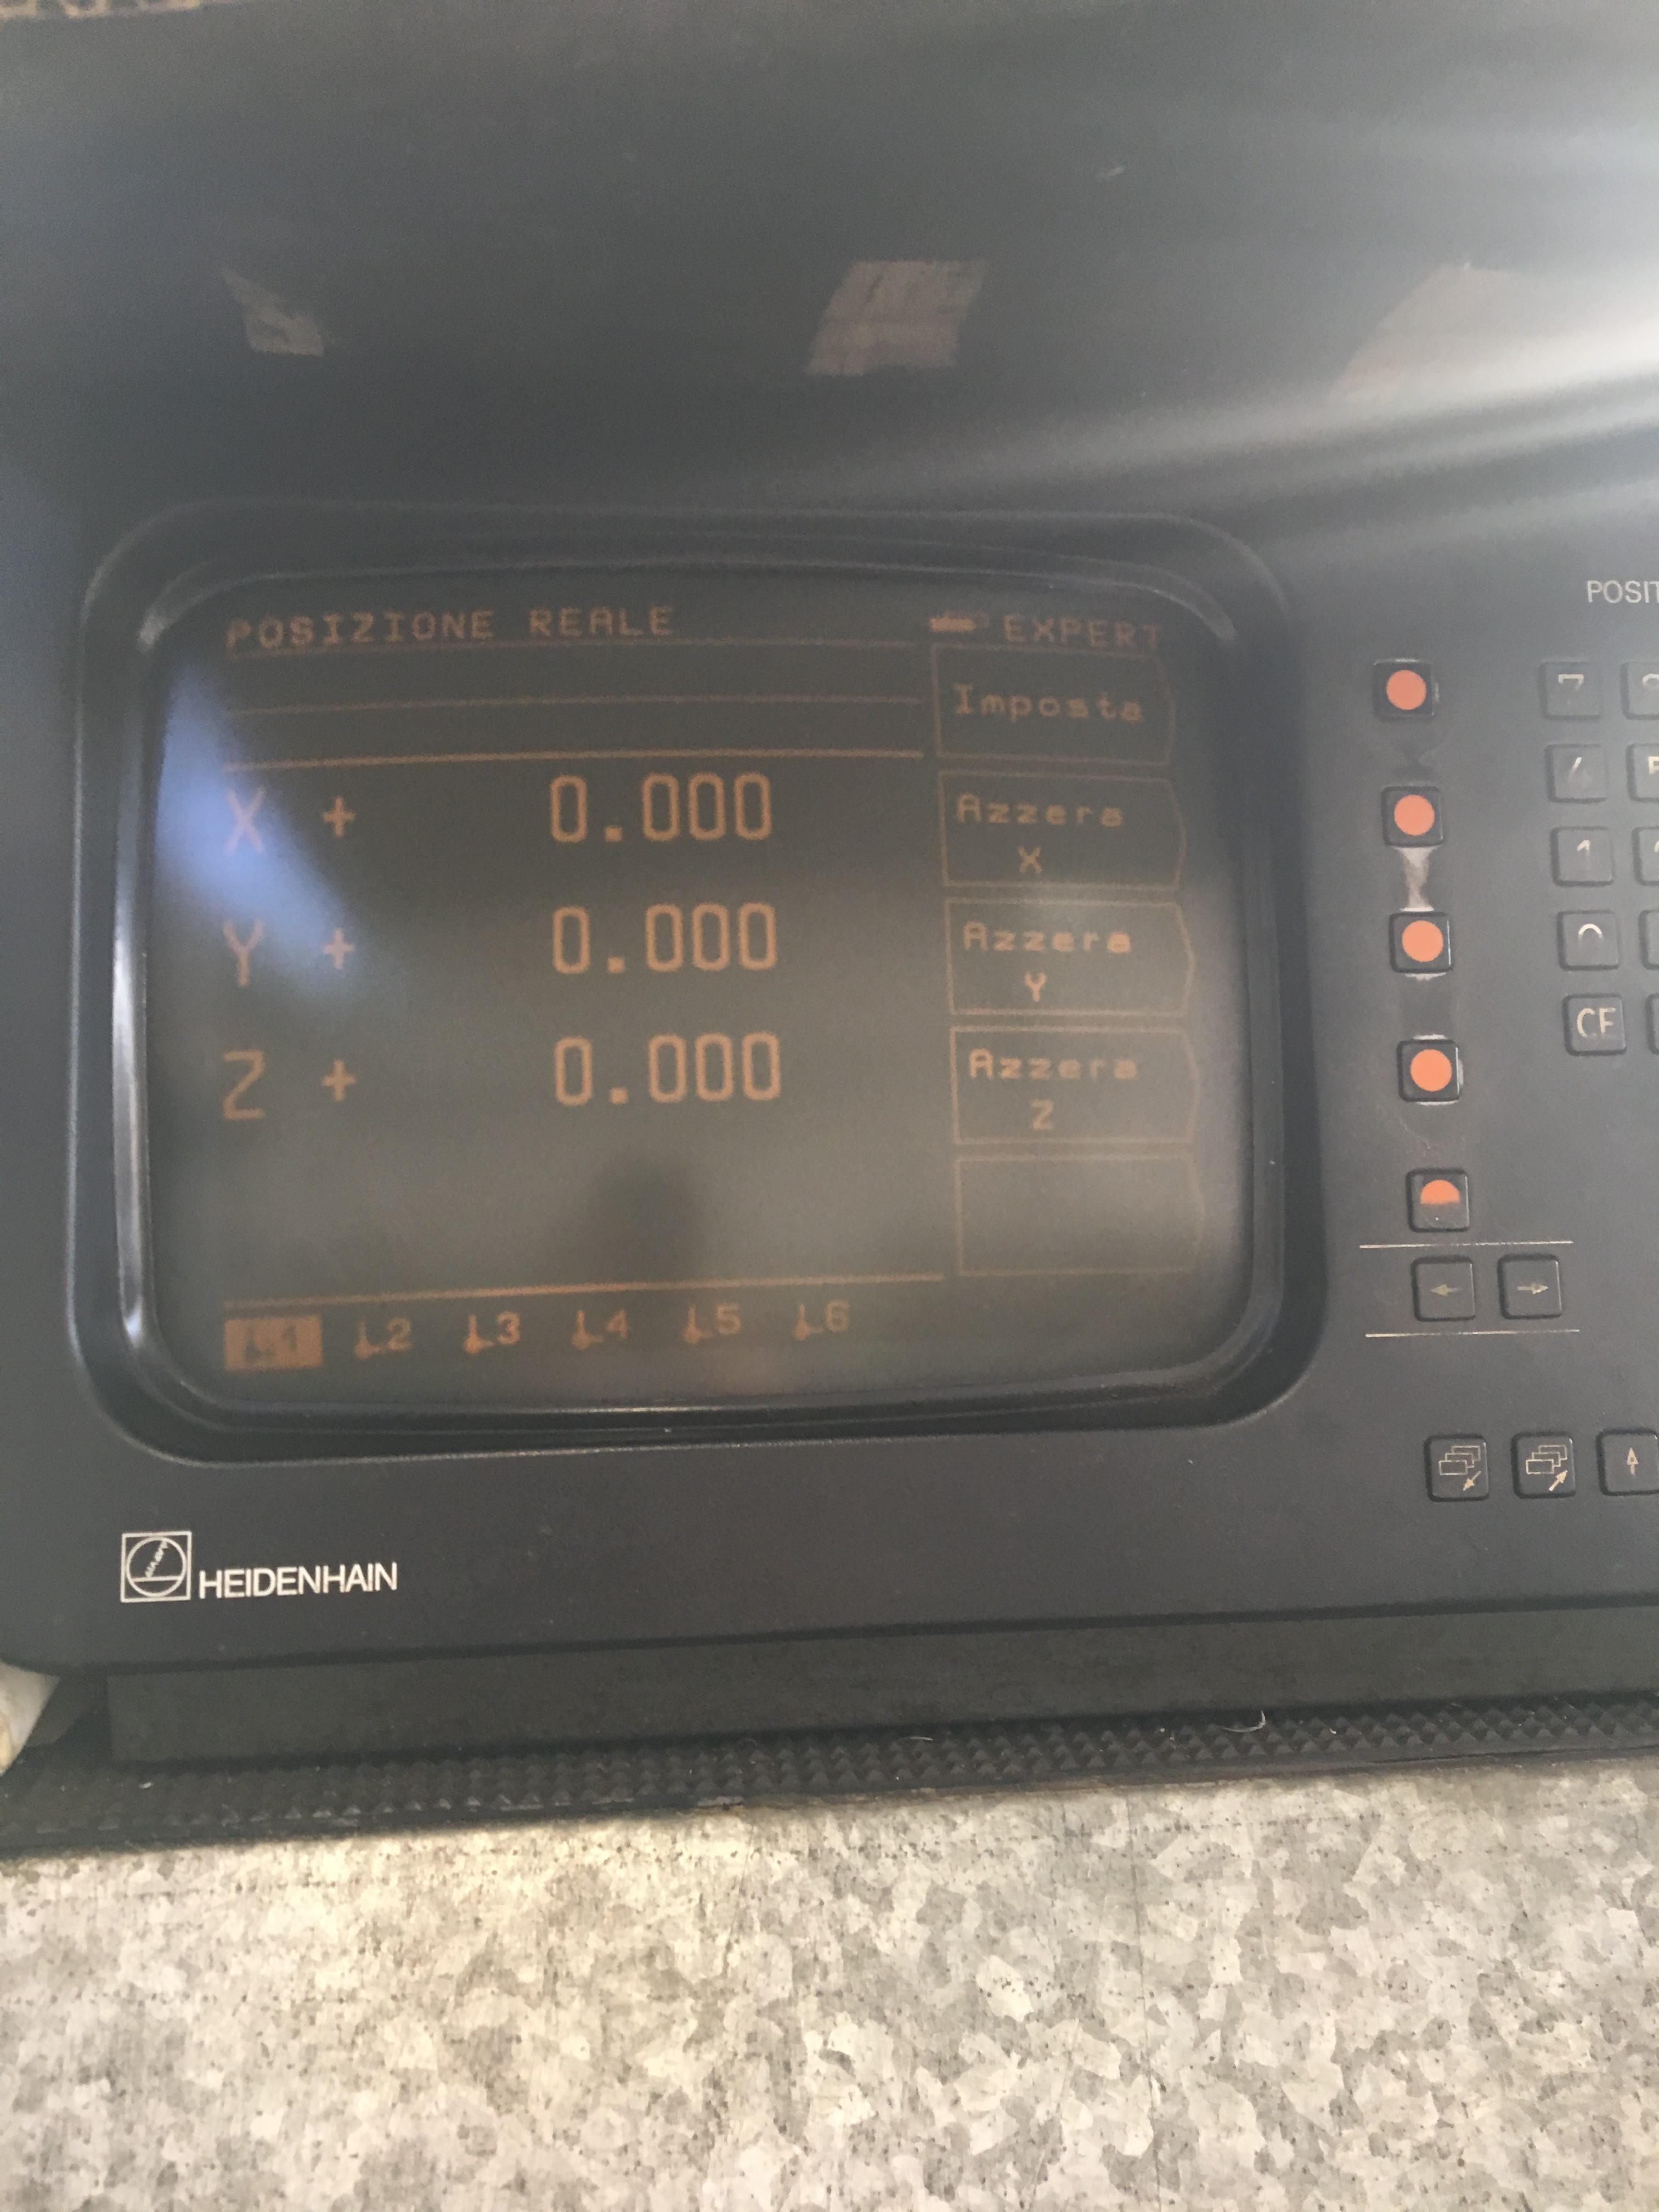 POSIZIONE REALE
EXPERT
Imposta
X + 0.000
Azzera
X
Y + 0.000
Azzera
Y
Z + 0.000
Azzera
Z
1 2 3 4 5 6
POSIT
7
4
1
0
CE
HEIDENHAIN